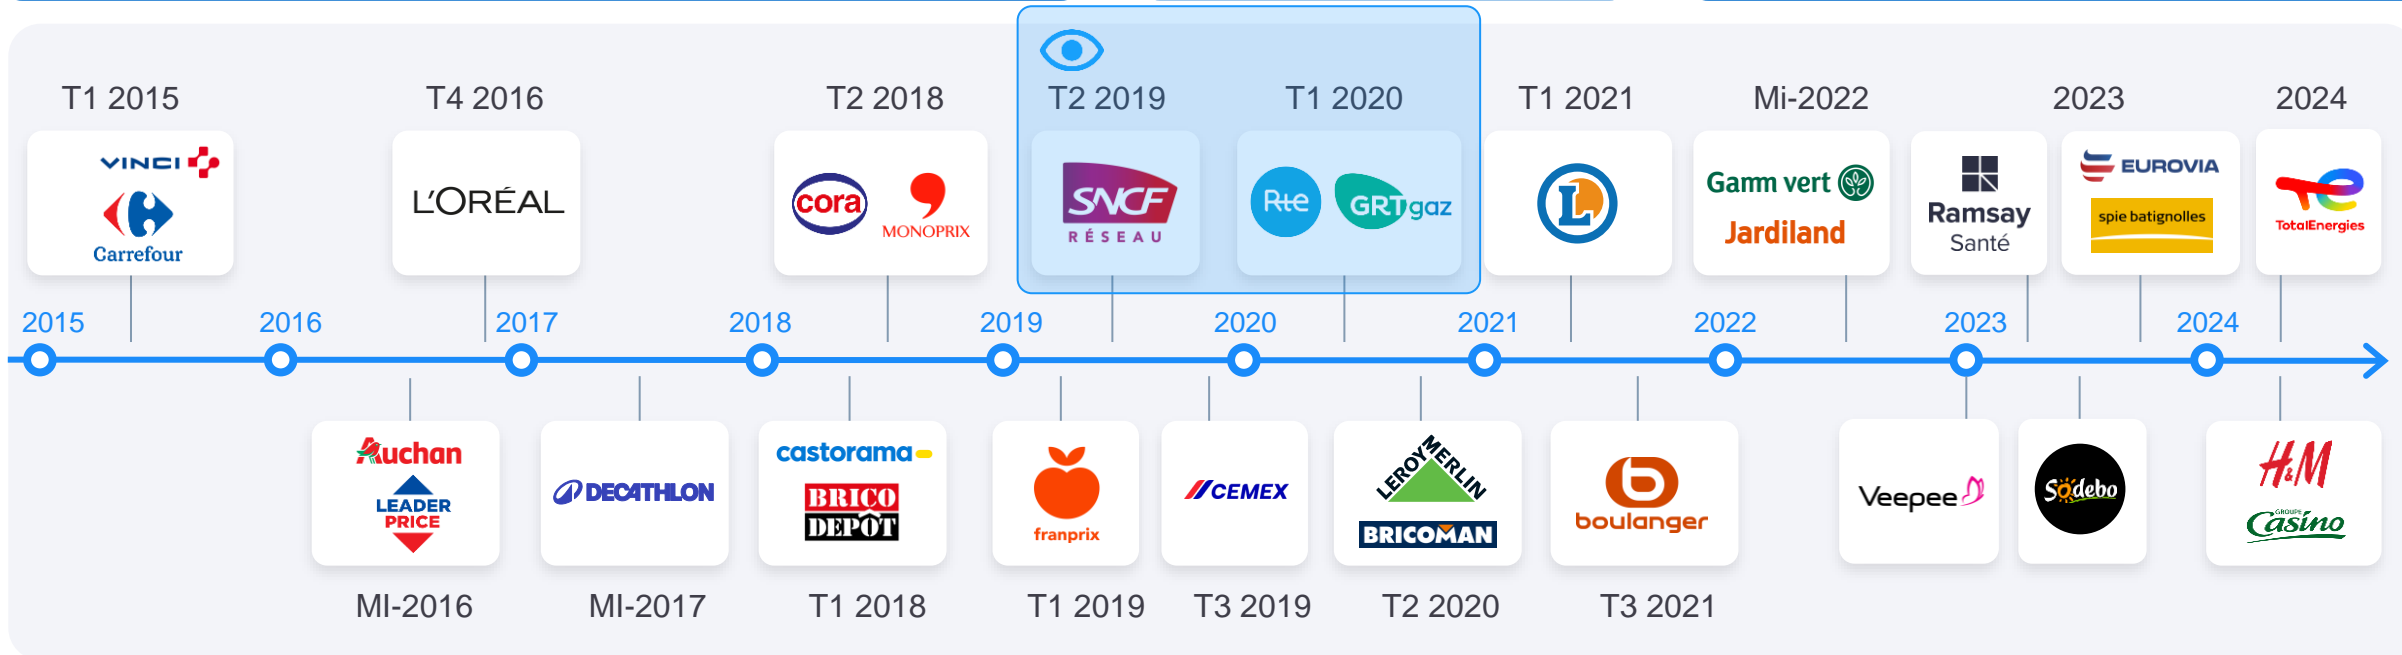 T1 2015
T4 2016
T2 2018
T2 2019
T1 2020
T1 2021
Mi-2022
2023
2024
VINCI
Carrefour
L'ORÉAL
cora
MONOPRIX
SNCF
RÉSEAU
Rte
GRTgaz
L
Gamm vert
Jardiland
Ramsay
Santé
EUROVIA
spie batignolles
TotalEnergies
2015
2016
2017
2018
2019
2020
2021
2022
2023
2024
Auchan
LEADER
PRICE
DECATHLON
castorama
BRICO
DEPÔT
franprix
CEMEX
LEROY MERLIN
BRICOMAN
boulanger
Veepee
Sodebo
H&M
GROUPE
Casino
MI-2016
MI-2017
T1 2018
T1 2019
T3 2019
T2 2020
T3 2021